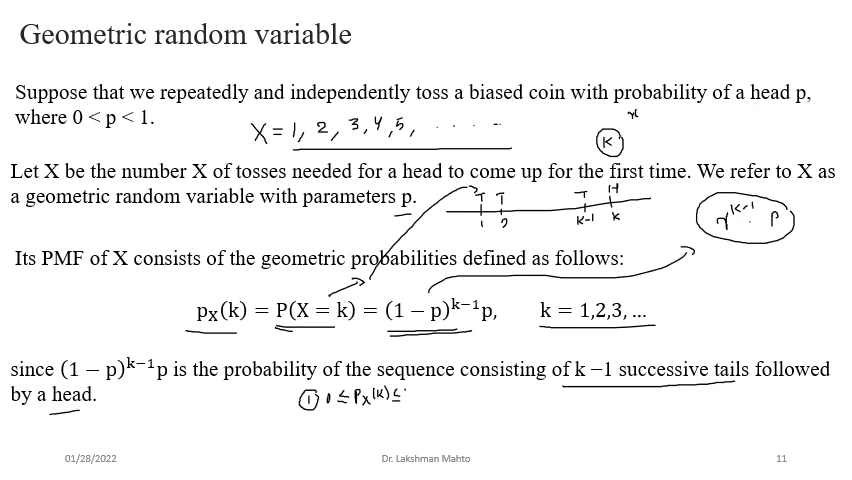 Geometric random variable
Suppose that we repeatedly and independently toss a biased coin with probability of a head p,
where 0 < p < 1.
X = 1, 2, 3, 4, 5, . . . . .
K
Let X be the number X of tosses needed for a head to come up for the first time. We refer to X as
a geometric random variable with parameters p.
T T T H
1 2 K-1 K
Its PMF of X consists of the geometric probabilities defined as follows:
pₓ(k) = P(X = k) = (1 − p)ᵏ⁻¹p, k = 1,2,3, …
since (1 − p)ᵏ⁻¹p is the probability of the sequence consisting of k −1 successive tails followed
by a head.
① 0 ≤ Pₓ(K) ≤
01/28/2022
Dr. Lakshman Mahto
11